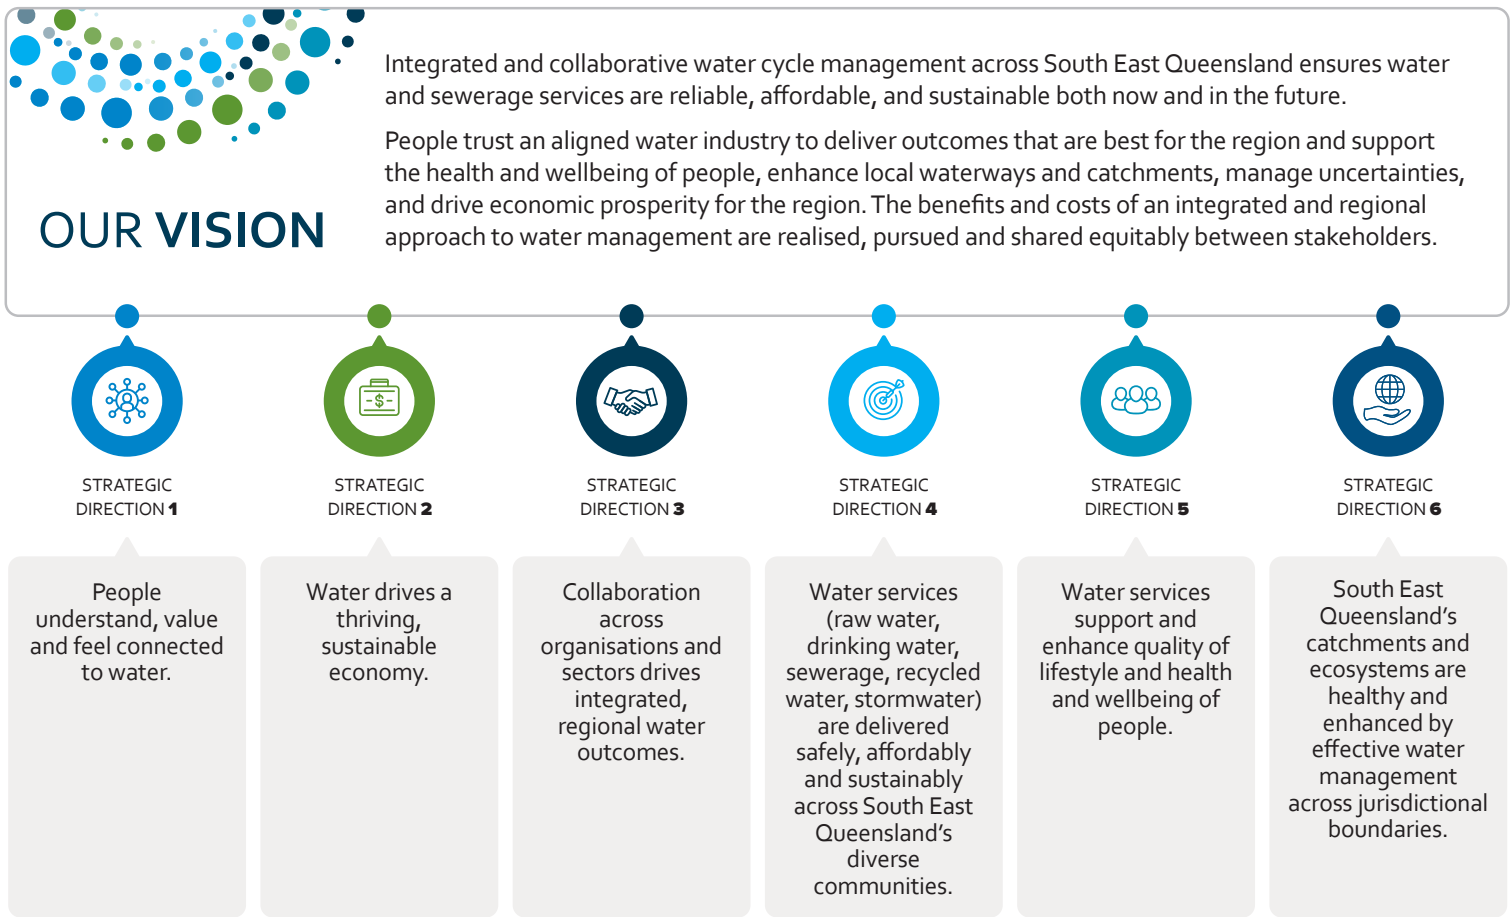 Integrated and collaborative water cycle management across South East Queensland ensures water
and sewerage services are reliable, affordable, and sustainable both now and in the future.
People trust an aligned water industry to deliver outcomes that are best for the region and support
the health and wellbeing of people, enhance local waterways and catchments, manage uncertainties,
and drive economic prosperity for the region. The benefits and costs of an integrated and regional
approach to water management are realised, pursued and shared equitably between stakeholders.
OUR VISION
STRATEGIC
DIRECTION 1
People
understand, value
and feel connected
to water.
STRATEGIC
DIRECTION 2
$
Water drives a
thriving,
sustainable
economy.
STRATEGIC
DIRECTION 3
Collaboration
across
organisations and
sectors drives
integrated,
regional water
outcomes.
STRATEGIC
DIRECTION 4
Water services
(raw water,
drinking water,
sewerage, recycled
water, stormwater)
are delivered
safely, affordably
and sustainably
across South East
Queensland's
diverse
communities.
STRATEGIC
DIRECTION 5
Water services
support and
enhance quality of
lifestyle and health
and wellbeing of
people.
STRATEGIC
DIRECTION 6
South East
Queensland's
catchments and
ecosystems are
healthy and
enhanced by
effective water
management
across jurisdictional
boundaries.